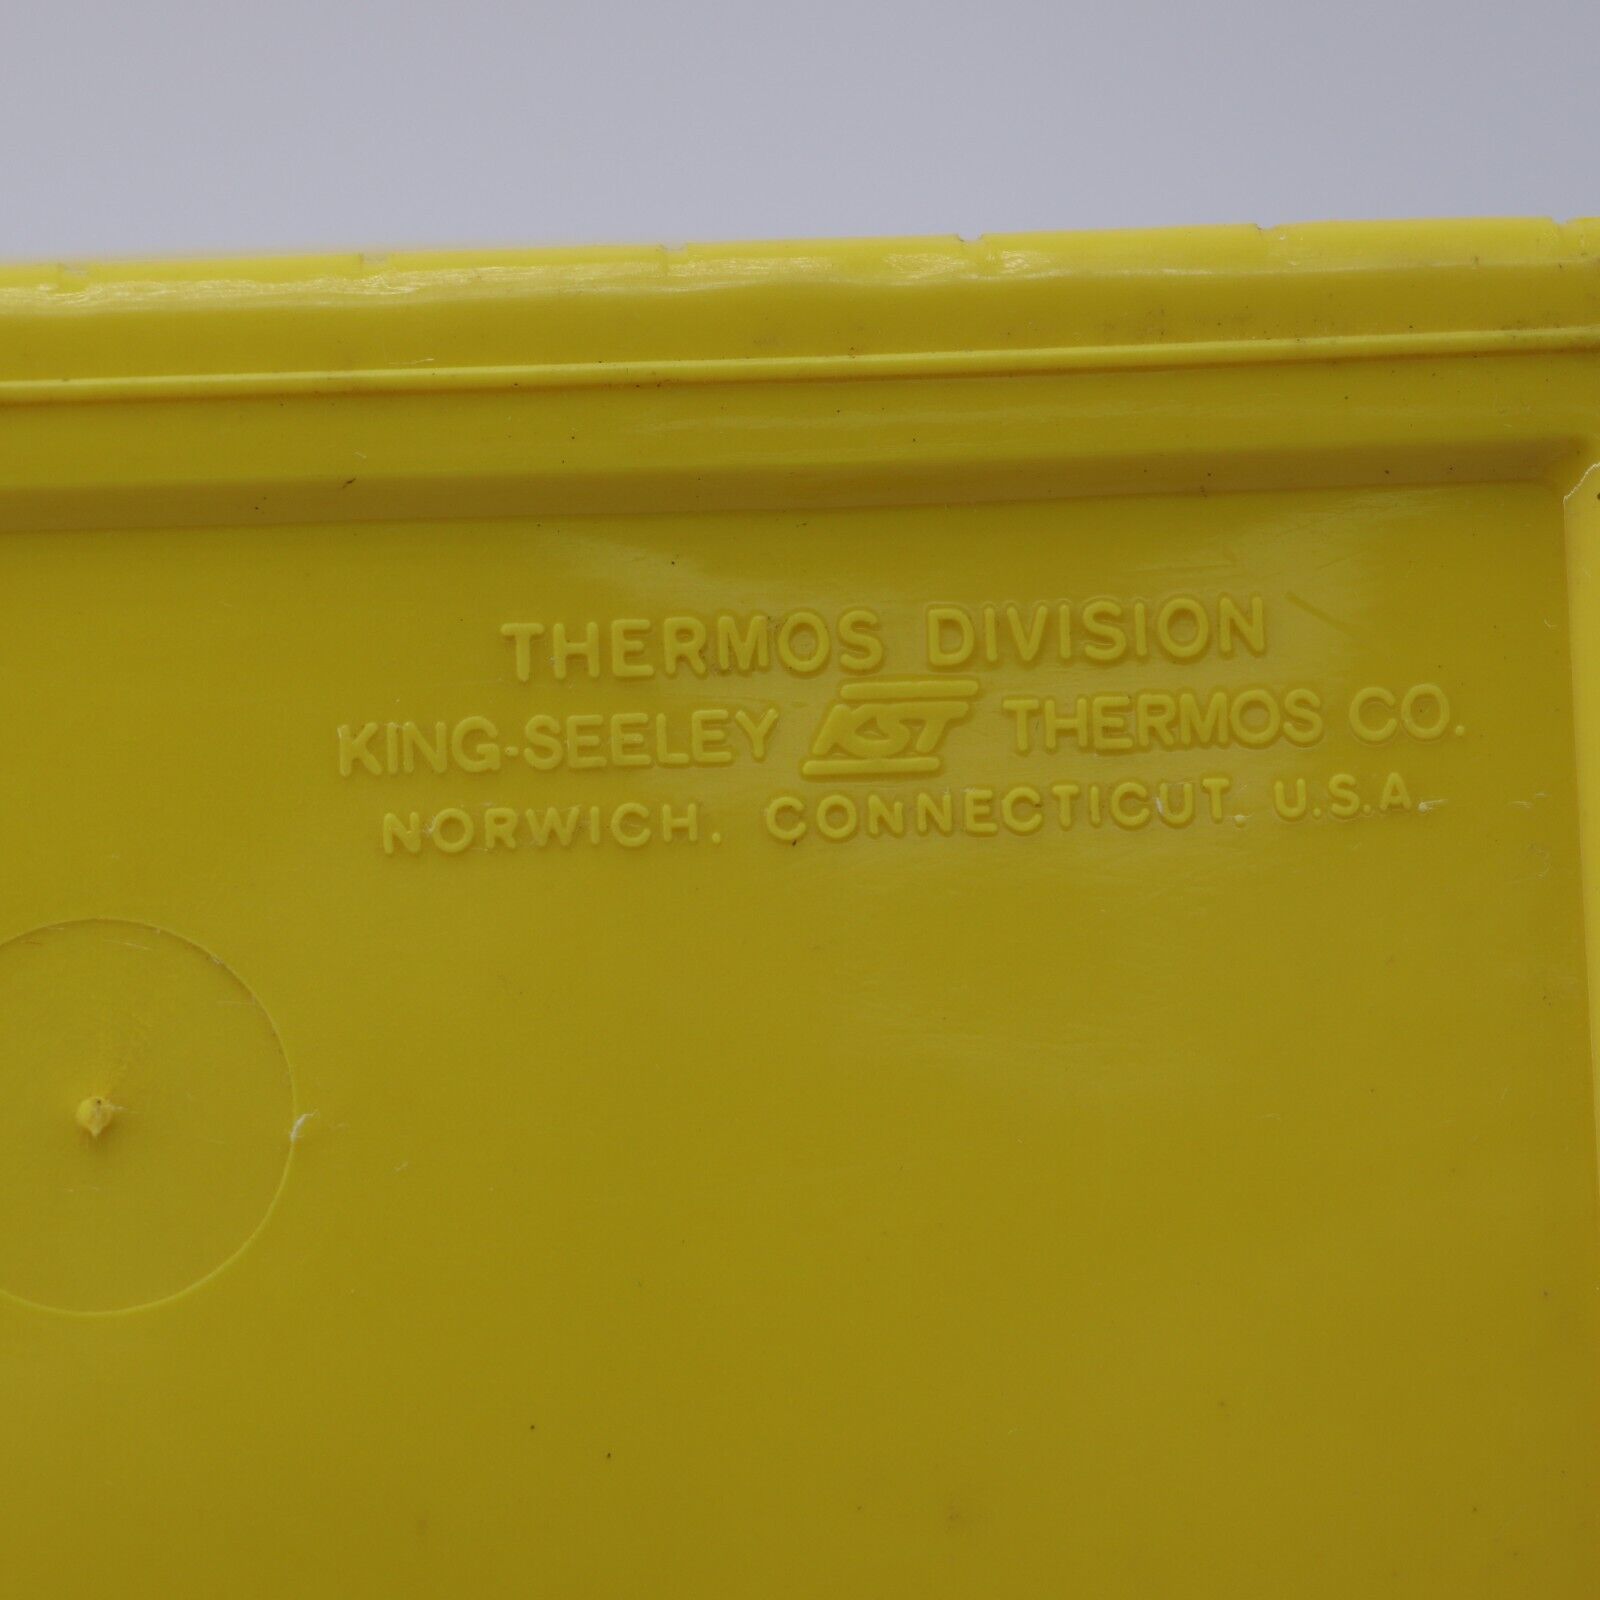 THERMOS DIVISION
KING-SEELEY KST THERMOS CO.
NORWICH, CONNECTICUT, U.S.A.